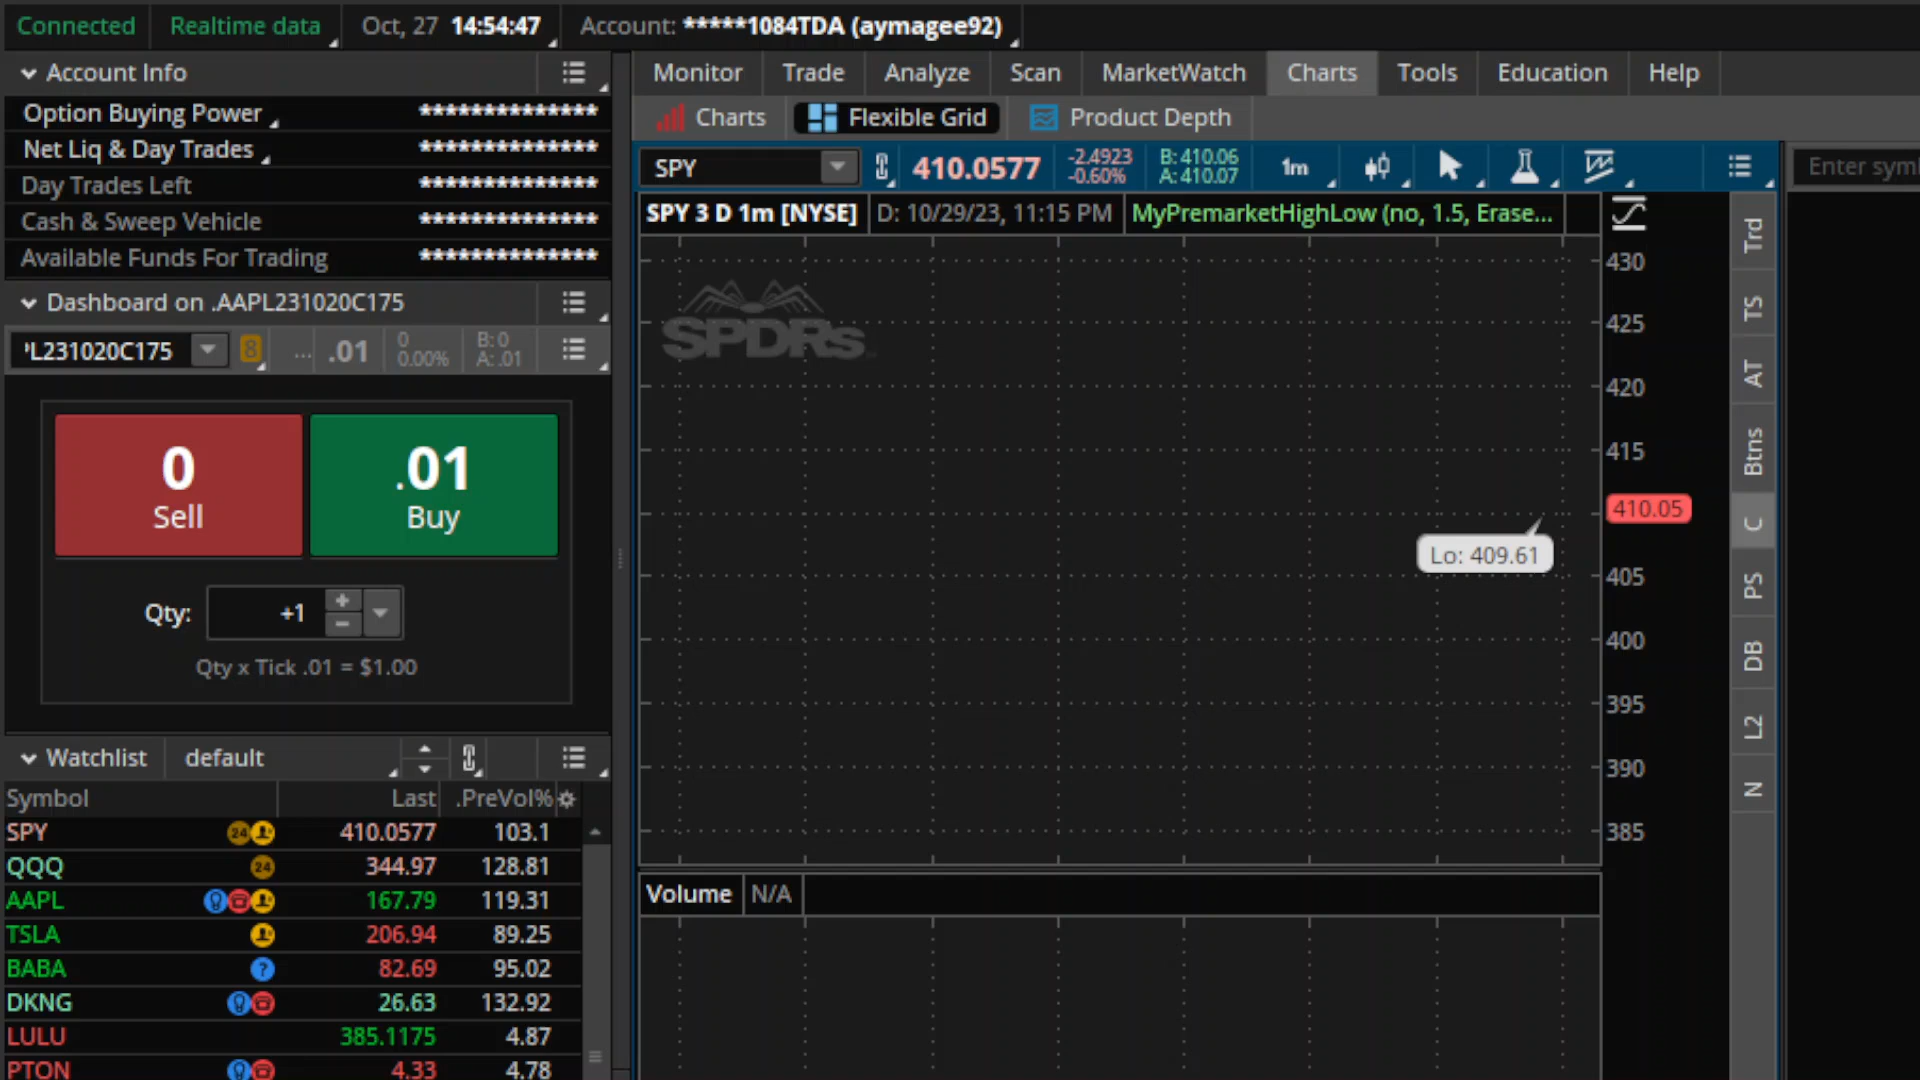 Connected Realtime data Oct, 27 14:54:47 Account: *****1084TDA (aymagee92)
Account Info
Option Buying Power **************
Net Liq & Day Trades **************
Day Trades Left **************
Cash & Sweep Vehicle **************
Available Funds For Trading **************
Dashboard on .AAPL231020C175
'L231020C175 8 ... .01 0 0.00% B: 0 A: .01
0 .01
Sell Buy
Qty: +1
Qty x Tick .01 = $1.00
Watchlist default
Symbol Last .PreVol%
SPY 24 410.0577 103.1
QQQ 24 344.97 128.81
AAPL 167.79 119.31
TSLA 206.94 89.25
BABA ? 82.69 95.02
DKNG 26.63 132.92
LULU 385.1175 4.87
PTON 4.33 4.78
Monitor Trade Analyze Scan MarketWatch Charts Tools Education Help
Charts Flexible Grid Product Depth
SPY 410.0577 -2.4923 -0.60% B: 410.06 A: 410.07 1m
Enter sym
SPY 3 D 1m [NYSE] D: 10/29/23, 11:15 PM MyPremarketHighLow (no, 1.5, Erase...
SPDRs
430
425
420
415
410.05
405
400
395
390
385
Lo: 409.61
Volume N/A
Trd
TS
AT
Btns
C
PS
DB
L2
N